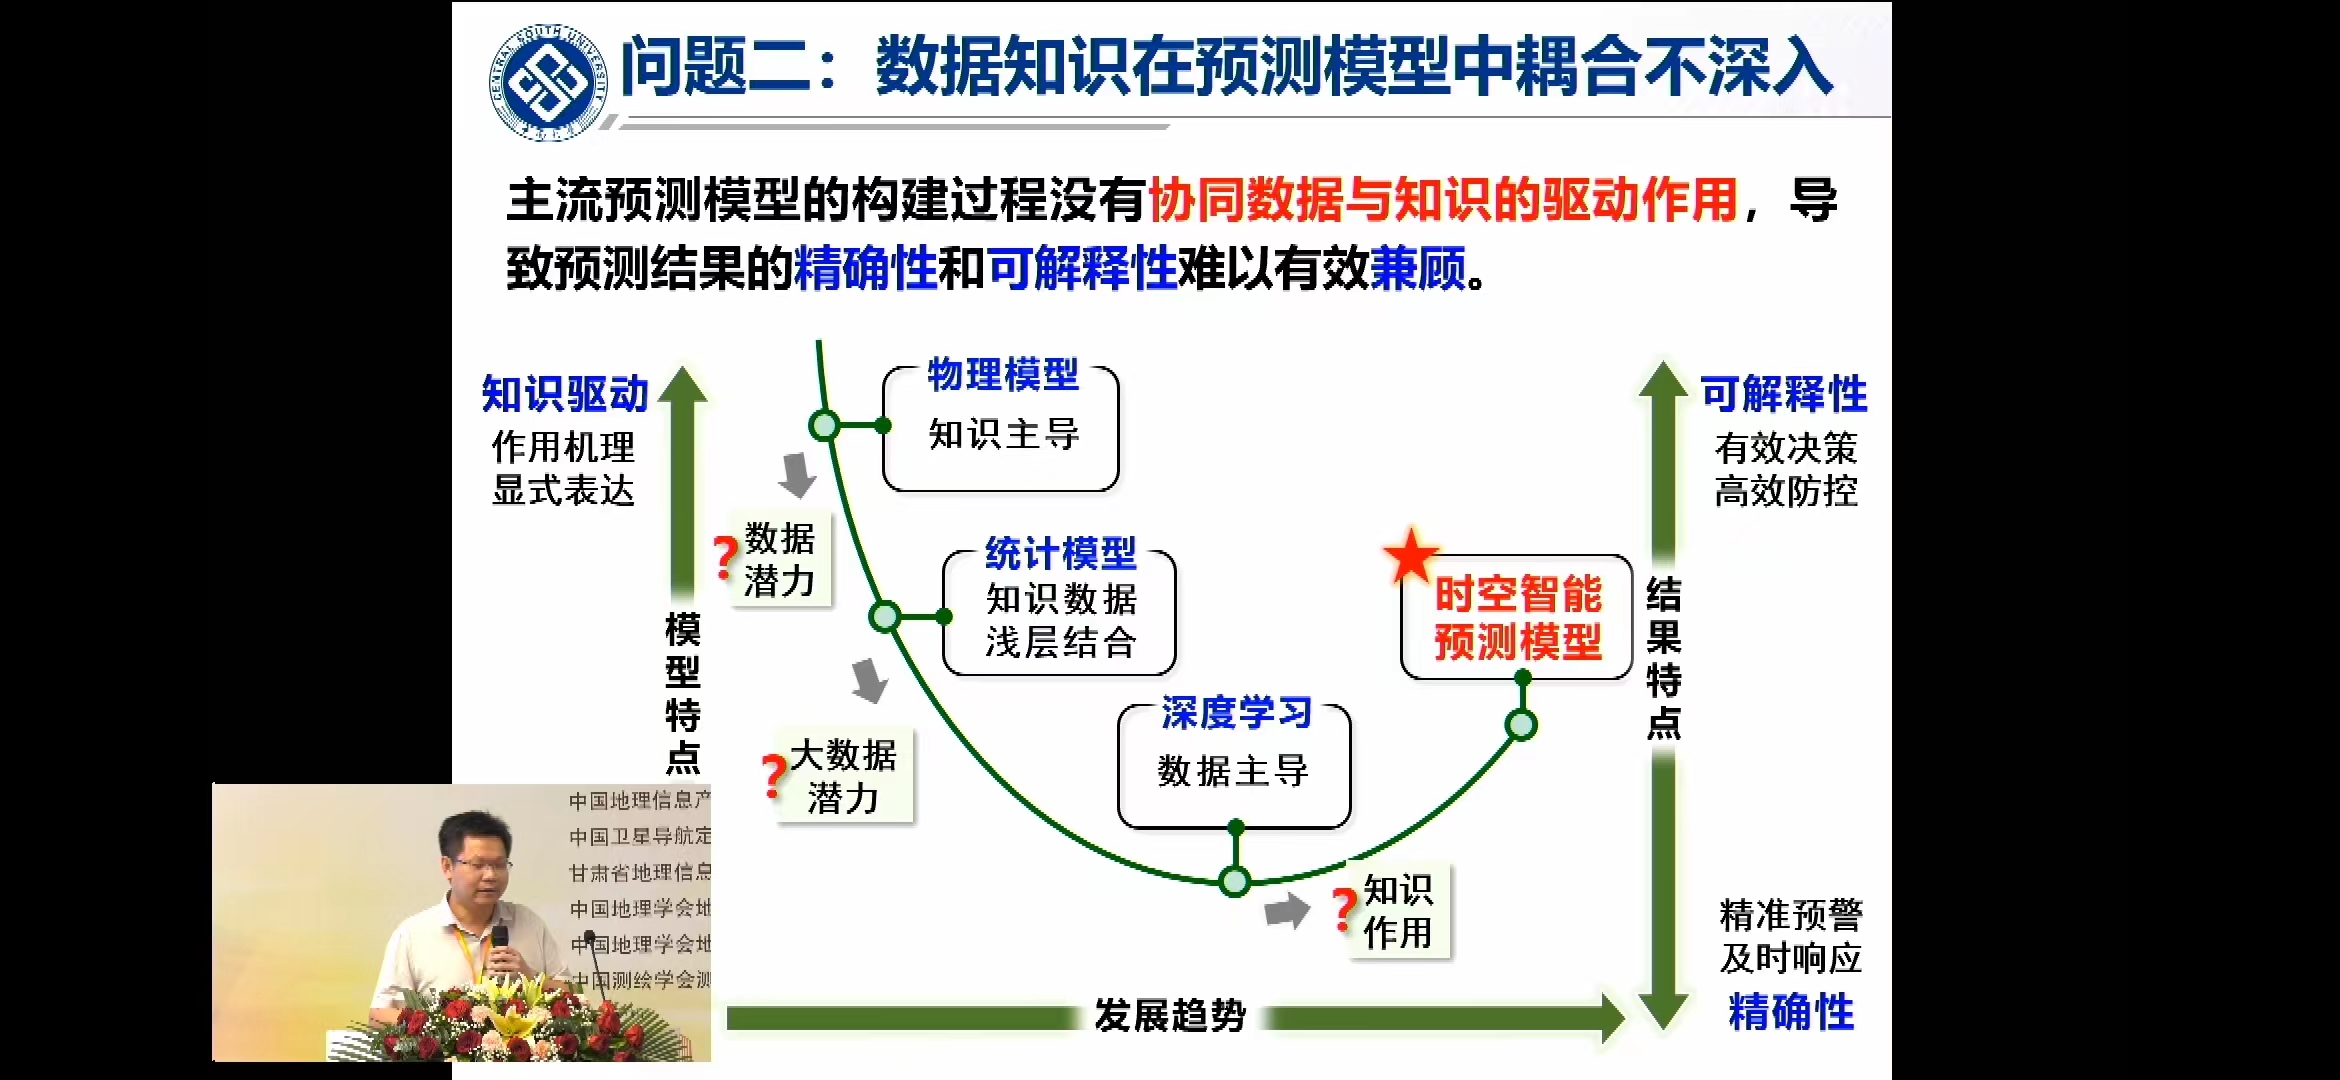 CENTRAL SOUTH UNIVERSITY
问题二：数据知识在预测模型中耦合不深入
主流预测模型的构建过程没有协同数据与知识的驱动作用，导
致预测结果的精确性和可解释性难以有效兼顾。
知识驱动
作用机理
显式表达
模型特点
物理模型
知识主导
?
数据
潜力
统计模型
知识数据
浅层结合
?
大数据
潜力
深度学习
数据主导
?
知识
作用
时空智能
预测模型
可解释性
有效决策
高效防控
结果特点
精准预警
及时响应
精确性
发展趋势
中国地理信息产
中国卫星导航定
甘肃省地理信息
中国地理学会地
中国地理学会地
中国测绘学会测